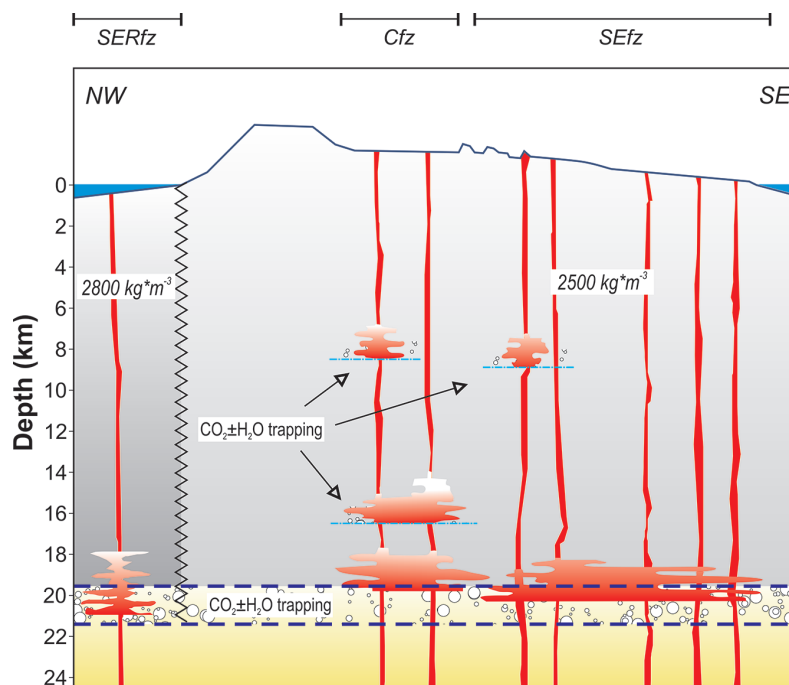 SERfz
Cfz
SEfz
NW
SE
0
2
4
6
8
10
12
14
16
18
20
22
24
Depth (km)
2800 kg*m⁻³
2500 kg*m⁻³
CO₂±H₂O trapping
CO₂±H₂O trapping